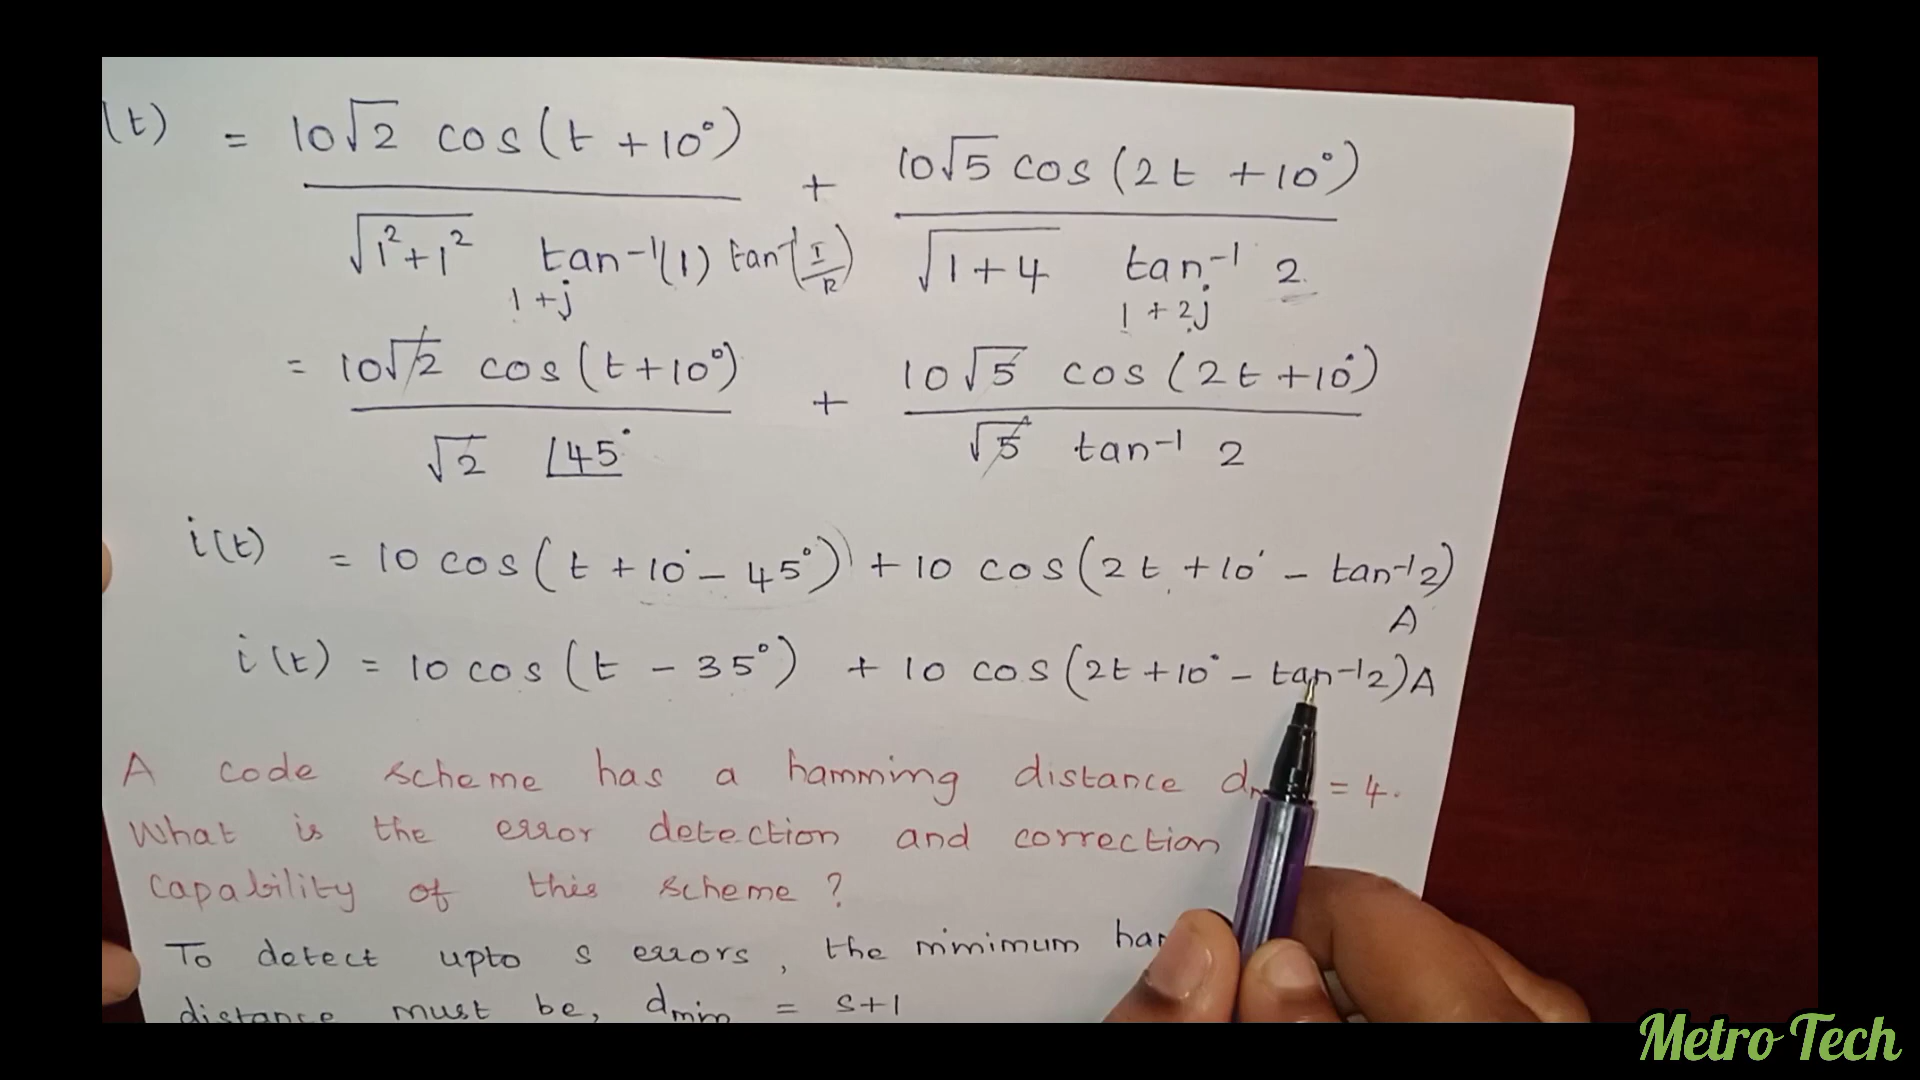 (t) = 10√2 cos(t + 10°) / √1²+1² tan⁻¹(1) tan⁻¹(I/R) + 10√5 cos(2t + 10°) / √1+4 tan⁻¹ 2
1 + j 1 + 2j
= 10√2 cos(t+10°) / √2 ∠45° + 10√5 cos(2t+10°) / √5 tan⁻¹ 2
i(t) = 10 cos(t + 10° - 45°) + 10 cos(2t + 10° - tan⁻¹2)
A
i(t) = 10 cos(t - 35°) + 10 cos(2t + 10° - tan⁻¹2)A
A code scheme has a hamming distance = 4.
What is the error detection and correction
capability of this scheme ?
To detect upto s errors, the minimum
distance must be, dmin = s+1
Metro Tech